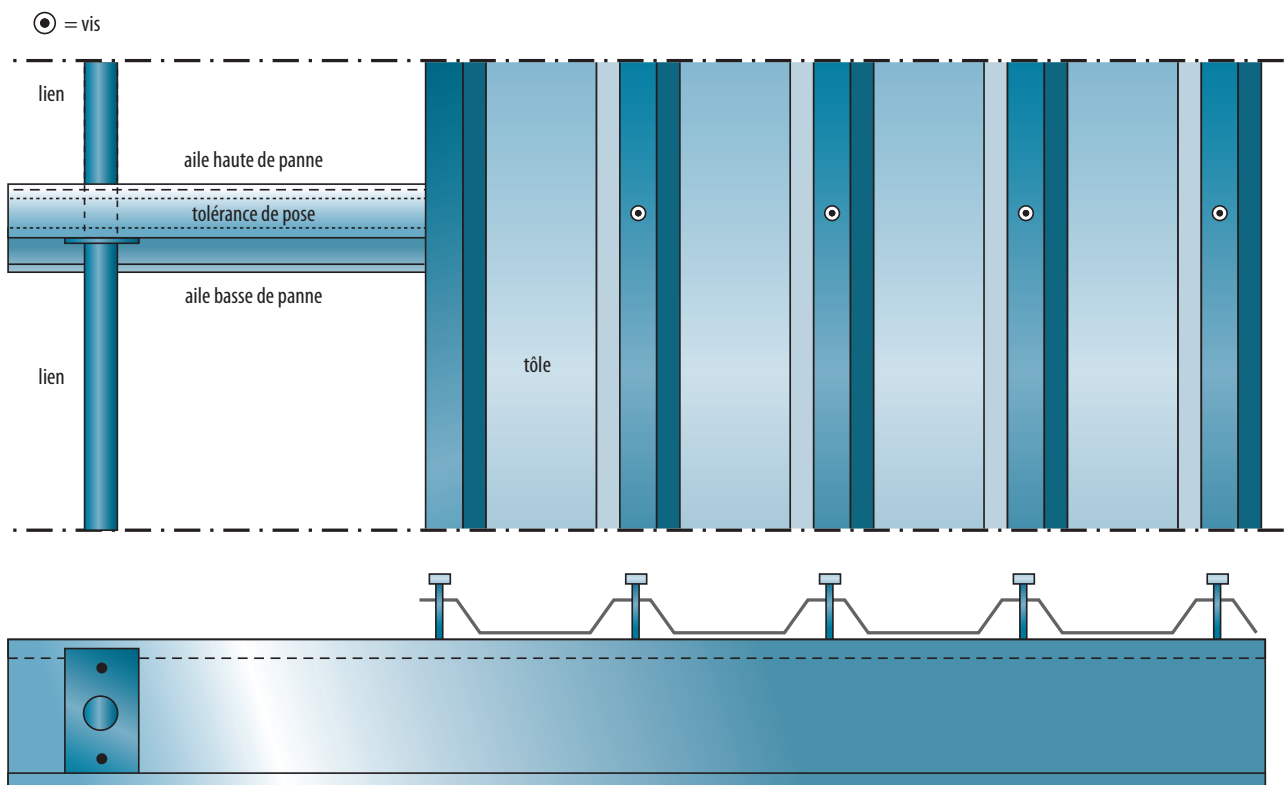 = vis
lien
aile haute de panne
tolérance de pose
aile basse de panne
tôle
lien